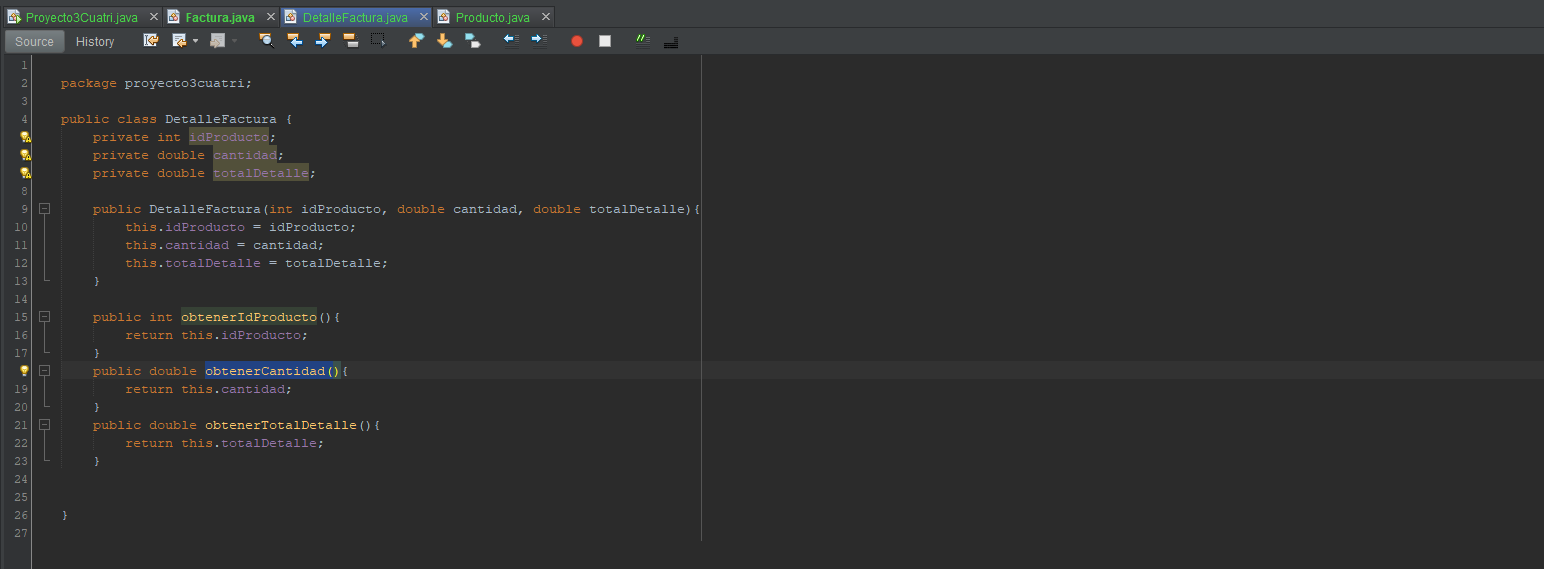 Proyecto3Cuatri.java Factura.java DetalleFactura.java Producto.java
Source History
1
2 package proyecto3cuatri;
3
4 public class DetalleFactura {
private int idProducto;
private double cantidad;
private double totalDetalle;
8
9 public DetalleFactura(int idProducto, double cantidad, double totalDetalle){
10 this.idProducto = idProducto;
11 this.cantidad = cantidad;
12 this.totalDetalle = totalDetalle;
13 }
14
15 public int obtenerIdProducto(){
16 return this.idProducto;
17 }
public double obtenerCantidad(){
19 return this.cantidad;
20 }
21 public double obtenerTotalDetalle(){
22 return this.totalDetalle;
23 }
24
25
26 }
27